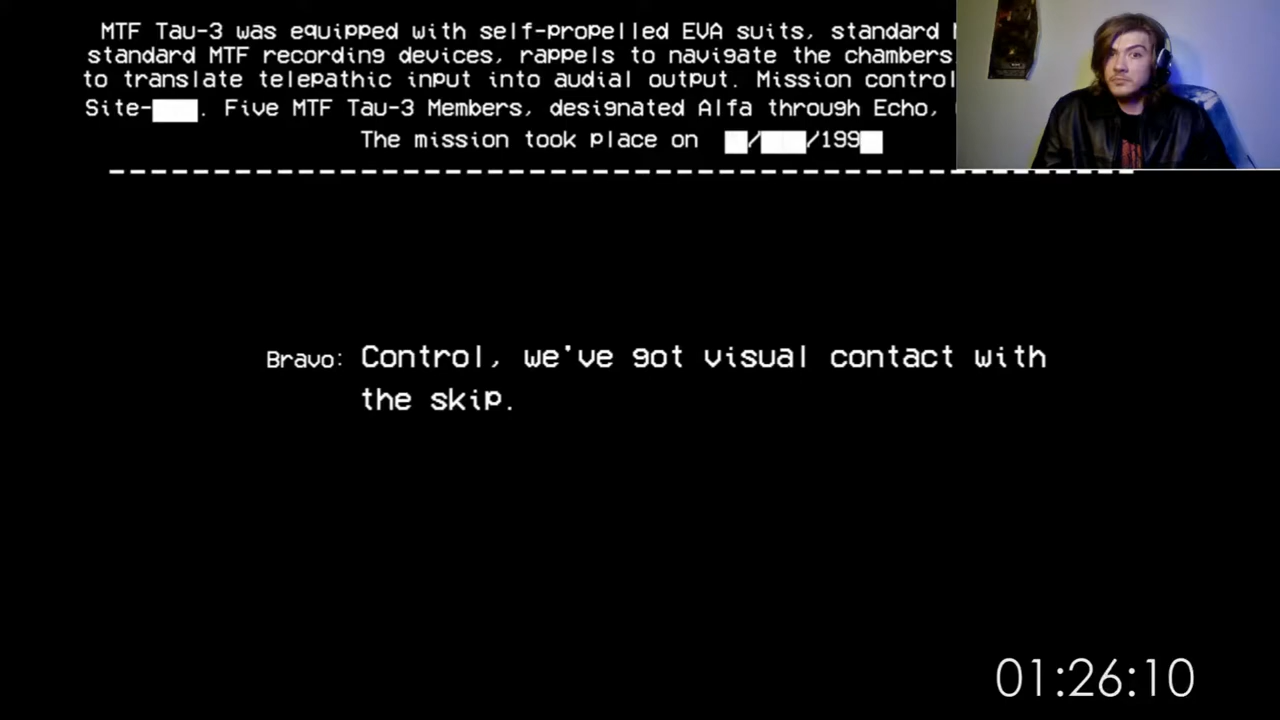 MTF Tau-3 was equipped with self-propelled EVA suits, standard
standard MTF recording devices, rappels to navigate the chambers,
to translate telepathic input into audial output. Mission control
Site-███. Five MTF Tau-3 Members, designated Alfa through Echo,
The mission took place on █/██/199█
Bravo: Control, we've got visual contact with
the skip.
01:26:10